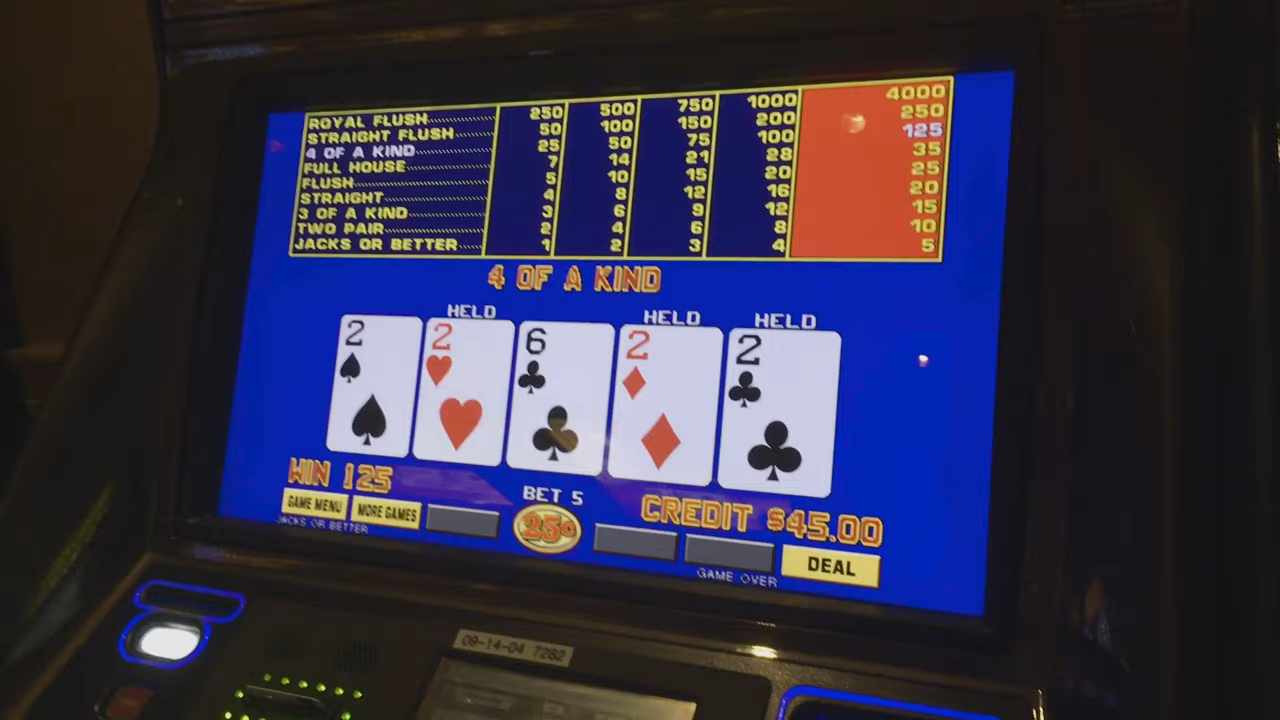 ROYAL FLUSH 250 500 750 1000 4000
STRAIGHT FLUSH 50 100 150 200 250
4 OF A KIND 25 50 75 100 125
FULL HOUSE 7 14 21 28 35
FLUSH 5 10 15 20 25
STRAIGHT 4 8 12 16 20
3 OF A KIND 3 6 9 12 15
TWO PAIR 2 4 6 8 10
JACKS OR BETTER 1 2 3 4 5
4 OF A KIND
HELD HELD HELD
2 2 6 2 2
WIN 125 BET 5 CREDIT $45.00
GAME MENU MORE GAMES 25¢ DEAL
JACKS OR BETTER GAME OVER
09-14-04 7282